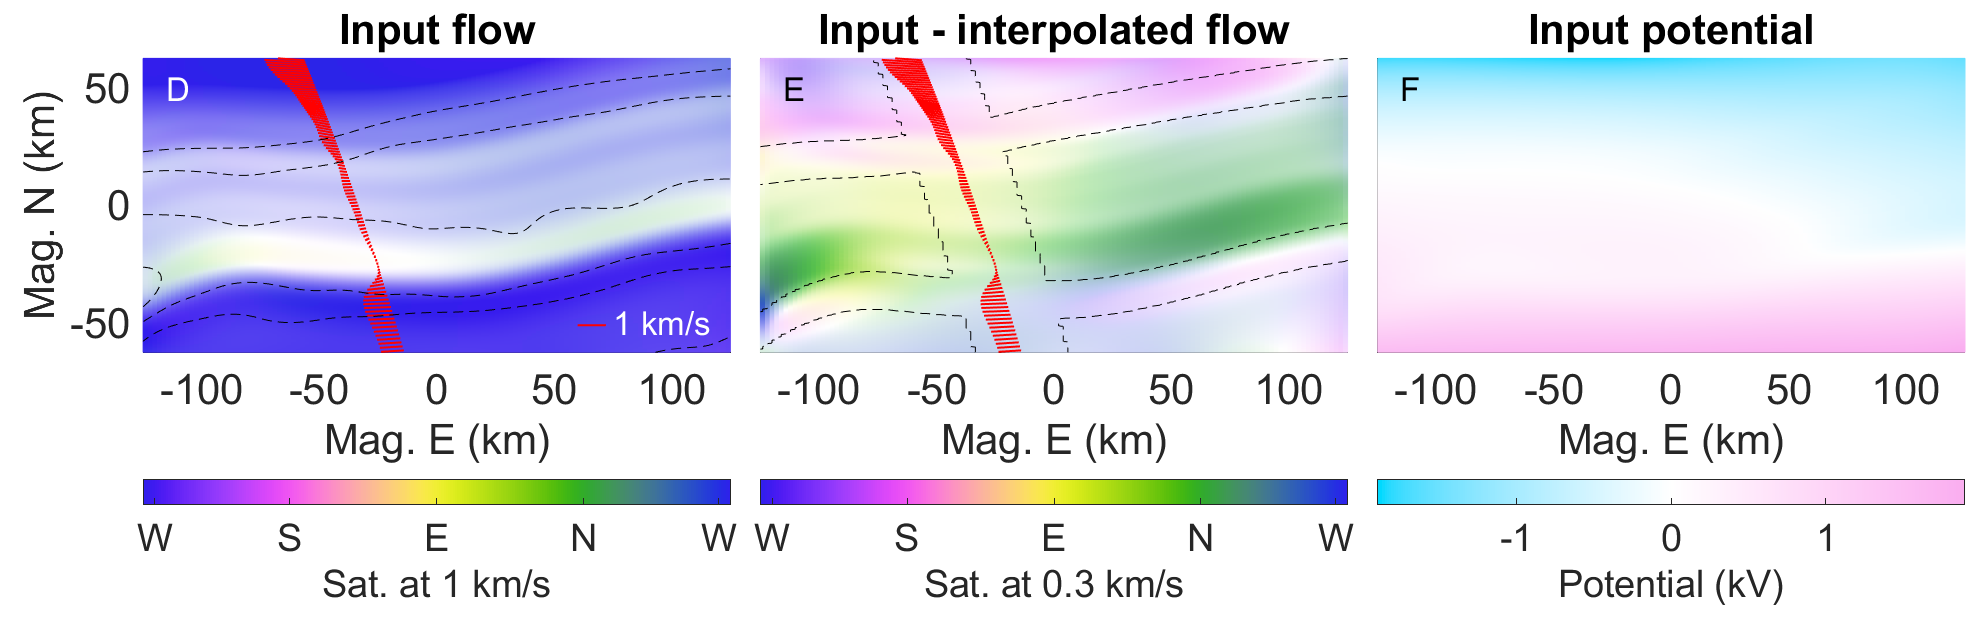 Input flow
Input - interpolated flow
Input potential
Mag. N (km)
50
0
-50
D
1 km/s
E
F
-100 -50 0 50 100
-100 -50 0 50 100
-100 -50 0 50 100
Mag. E (km)
Mag. E (km)
Mag. E (km)
W S E N W
W S E N W
-1 0 1
Sat. at 1 km/s
Sat. at 0.3 km/s
Potential (kV)